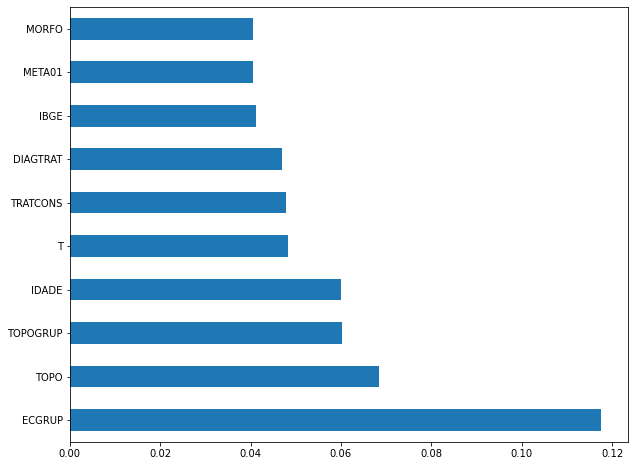 MORFO
META01
IBGE
DIAGTRAT
TRATCONS
T
IDADE
TOPOGRUP
TOPO
ECGRUP
0.00 0.02 0.04 0.06 0.08 0.10 0.12